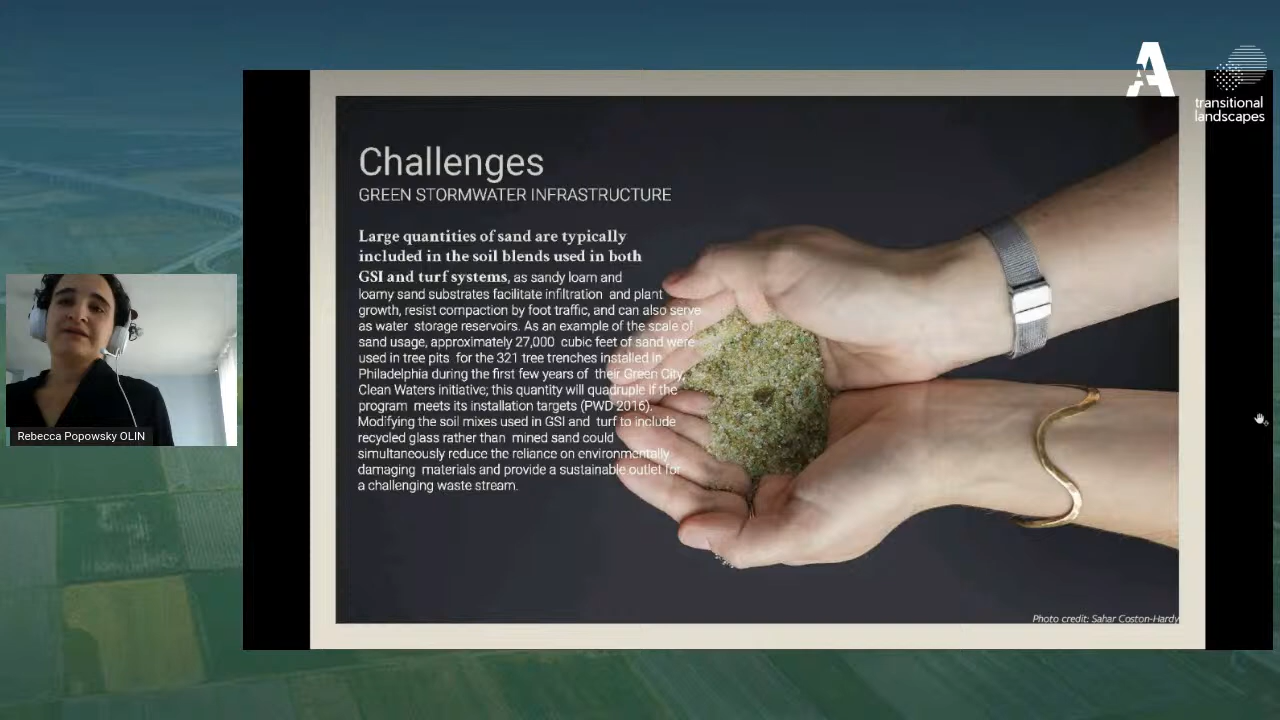 A
A
transitional
landscapes
Challenges
GREEN STORMWATER INFRASTRUCTURE
Large quantities of sand are typically
included in the soil blends used in both
GSI and turf systems, as sandy loam and
loamy sand substrates facilitate infiltration and plant
growth, resist compaction by foot traffic, and can also serve
as water storage reservoirs. As an example of the scale of
sand usage, approximately 27,000 cubic feet of sand were
used in tree pits for the 321 tree trenches installed in
Philadelphia during the first few years of their Green City,
Clean Waters initiative; this quantity will quadruple if the
program meets its installation targets (PWD 2016).
Modifying the soil mixes used in GSI and turf to include
recycled glass rather than mined sand could
simultaneously reduce the reliance on environmentally
damaging materials and provide a sustainable outlet for
a challenging waste stream.
Rebecca Popowsky OLIN
Photo credit: Sahar Coston-Hardy